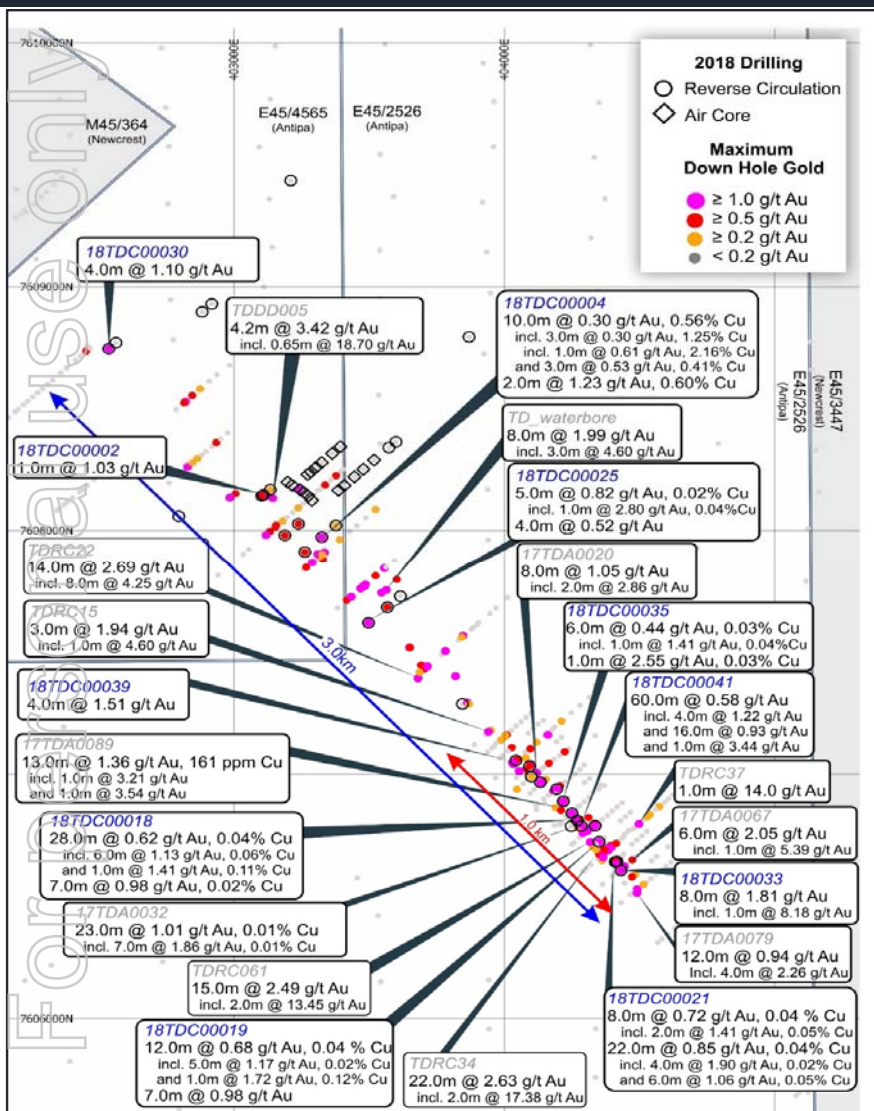 For personal use only
7610000N
403000E
404000E
2018 Drilling
Reverse Circulation
Air Core
Maximum
Down Hole Gold
≥ 1.0 g/t Au
≥ 0.5 g/t Au
≥ 0.2 g/t Au
< 0.2 g/t Au
M45/364
(Newcrest)
E45/4565
(Antipa)
E45/2526
(Antipa)
18TDC00030
4.0m @ 1.10 g/t Au
7609000N
TDDD005
4.2m @ 3.42 g/t Au
incl. 0.65m @ 18.70 g/t Au
18TDC00004
10.0m @ 0.30 g/t Au, 0.56% Cu
incl. 3.0m @ 0.30 g/t Au, 1.25% Cu
incl. 1.0m @ 0.61 g/t Au, 2.16% Cu
and 3.0m @ 0.53 g/t Au, 0.41% Cu
2.0m @ 1.23 g/t Au, 0.60% Cu
E45/3447
(Newcrest)
E45/2526
(Antipa)
TD_waterbore
8.0m @ 1.99 g/t Au
incl. 3.0m @ 4.60 g/t Au
18TDC00002
1.0m @ 1.03 g/t Au
18TDC00025
5.0m @ 0.82 g/t Au, 0.02% Cu
incl. 1.0m @ 2.80 g/t Au, 0.04%Cu
4.0m @ 0.52 g/t Au
7608000N
TDRC22
14.0m @ 2.69 g/t Au
incl. 8.0m @ 4.25 g/t Au
17TDA0020
8.0m @ 1.05 g/t Au
incl. 2.0m @ 2.86 g/t Au
TDRC15
3.0m @ 1.94 g/t Au
incl. 1.0m @ 4.60 g/t Au
18TDC00035
6.0m @ 0.44 g/t Au, 0.03% Cu
incl. 1.0m @ 1.41 g/t Au, 0.04%Cu
1.0m @ 2.55 g/t Au, 0.03% Cu
3.0km
18TDC00039
4.0m @ 1.51 g/t Au
18TDC00041
60.0m @ 0.58 g/t Au
incl. 4.0m @ 1.22 g/t Au
and 16.0m @ 0.93 g/t Au
and 1.0m @ 3.44 g/t Au
17TDA0089
13.0m @ 1.36 g/t Au, 161 ppm Cu
incl. 1.0m @ 3.21 g/t Au
and 1.0m @ 3.54 g/t Au
TDRC37
1.0m @ 14.0 g/t Au
1.0 km
17TDA0067
6.0m @ 2.05 g/t Au
incl. 1.0m @ 5.39 g/t Au
18TDC00018
28.0m @ 0.62 g/t Au, 0.04% Cu
incl. 6.0m @ 1.13 g/t Au, 0.06% Cu
and 1.0m @ 1.41 g/t Au, 0.11% Cu
7.0m @ 0.98 g/t Au, 0.02% Cu
18TDC00033
8.0m @ 1.81 g/t Au
incl. 1.0m @ 8.18 g/t Au
17TDA0032
23.0m @ 1.01 g/t Au, 0.01% Cu
incl. 7.0m @ 1.86 g/t Au, 0.01% Cu
17TDA0079
12.0m @ 0.94 g/t Au
Incl. 4.0m @ 2.26 g/t Au
TDRC061
15.0m @ 2.49 g/t Au
incl. 2.0m @ 13.45 g/t Au
18TDC00021
8.0m @ 0.72 g/t Au, 0.04 % Cu
incl. 2.0m @ 1.41 g/t Au, 0.05% Cu
22.0m @ 0.85 g/t Au, 0.04% Cu
incl. 4.0m @ 1.90 g/t Au, 0.02% Cu
and 6.0m @ 1.06 g/t Au, 0.05% Cu
7606000N
18TDC00019
12.0m @ 0.68 g/t Au, 0.04 % Cu
incl. 5.0m @ 1.17 g/t Au, 0.02% Cu
and 1.0m @ 1.72 g/t Au, 0.12% Cu
7.0m @ 0.98 g/t Au
TDRC34
22.0m @ 2.63 g/t Au
incl. 2.0m @ 17.38 g/t Au